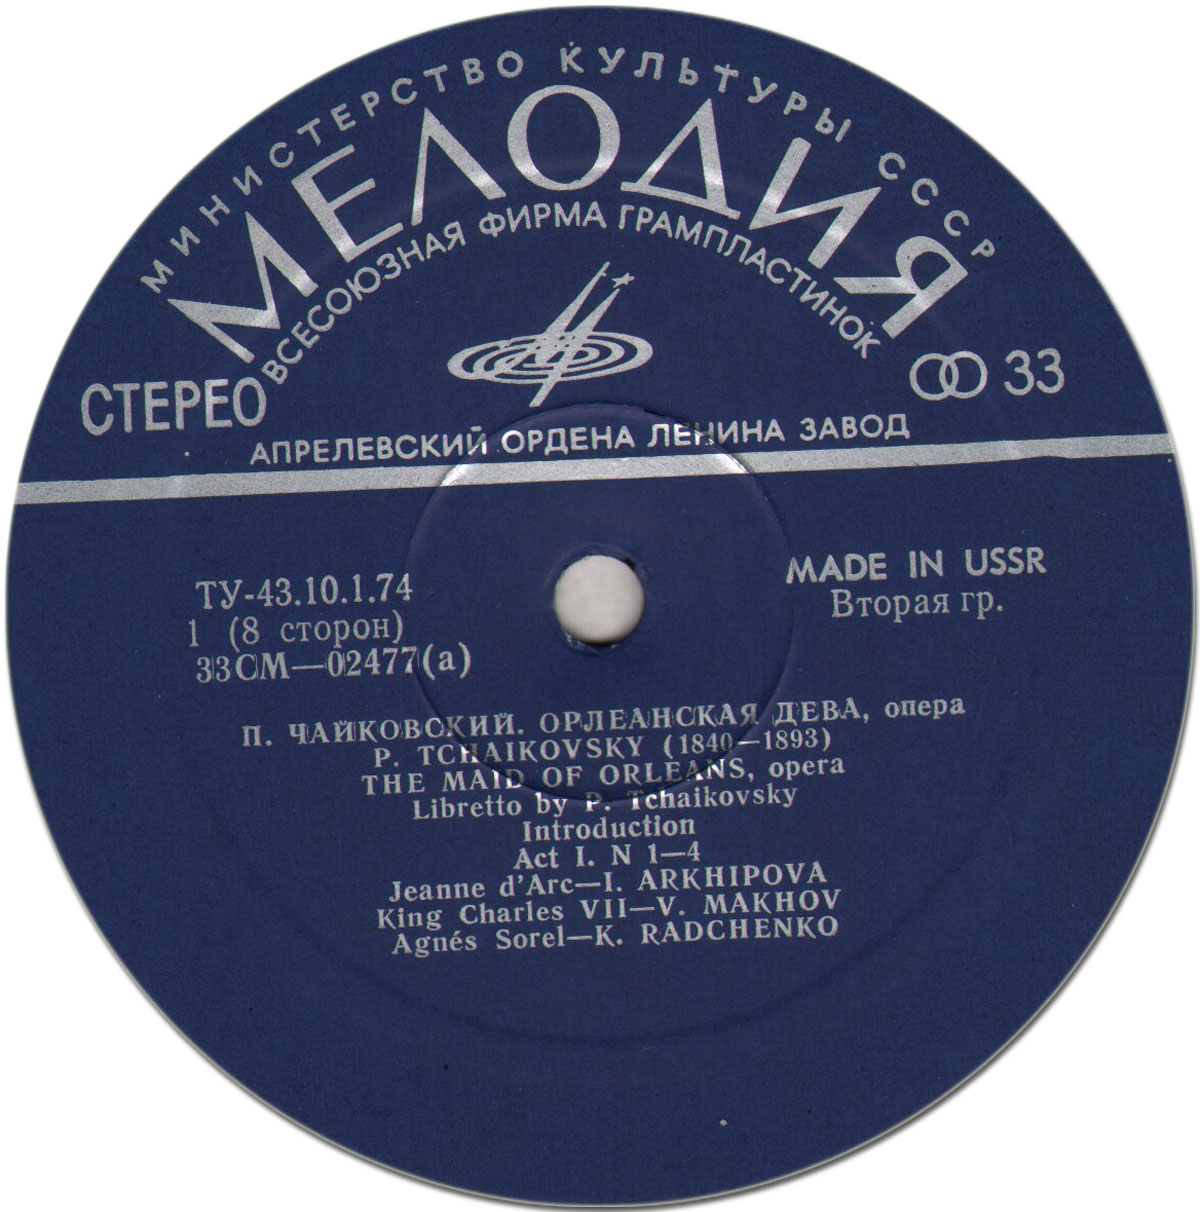 МИНИСТЕРСТВО КУЛЬТУРЫ СССР
МЕЛОДИЯ
ВСЕСОЮЗНАЯ ФИРМА ГРАМПЛАСТИНОК
СТЕРЕО
33
АПРЕЛЕВСКИЙ ОРДЕНА ЛЕНИНА ЗАВОД
ТУ-43.10.1.74
1 (8 сторон)
33СМ—02477(а)
MADE IN USSR
Вторая гр.
П. ЧАЙКОВСКИЙ. ОРЛЕАНСКАЯ ДЕВА, опера
P. TCHAIKOVSKY (1840—1893)
THE MAID OF ORLEANS, opera
Libretto by P. Tchaikovsky
Introduction
Act I. N 1—4
Jeanne d'Arc—I. ARKHIPOVA
King Charles VII—V. MAKHOV
Agnés Sorel—K. RADCHENKO